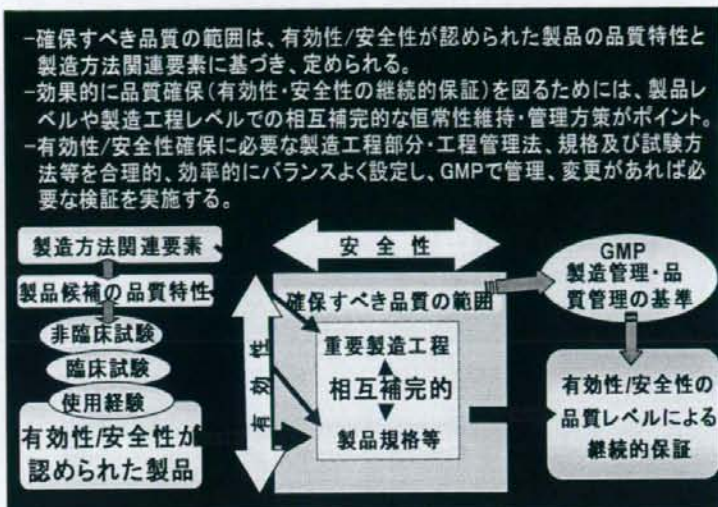 −確保すべき品質の範囲は、有効性/安全性が認められた製品の品質特性と
製造方法関連要素に基づき、定められる。
−効果的に品質確保(有効性・安全性の継続的保証)を図るためには、製品レ
ベルや製造工程レベルでの相互補完的な恒常性維持・管理方策がポイント。
−有効性/安全性確保に必要な製造工程部分・工程管理法、規格及び試験方
法等を合理的、効率的にバランスよく設定し、GMPで管理、変更があれば必
要な検証を実施する。
製造方法関連要素
製品候補の品質特性
非臨床試験
臨床試験
使用経験
有効性/安全性が
認められた製品
安全性
有効性
確保すべき品質の範囲
重要製造工程
相互補完的
製品規格等
GMP
製造管理・品
質管理の基準
有効性/安全性の
品質レベルによる
継続的保証